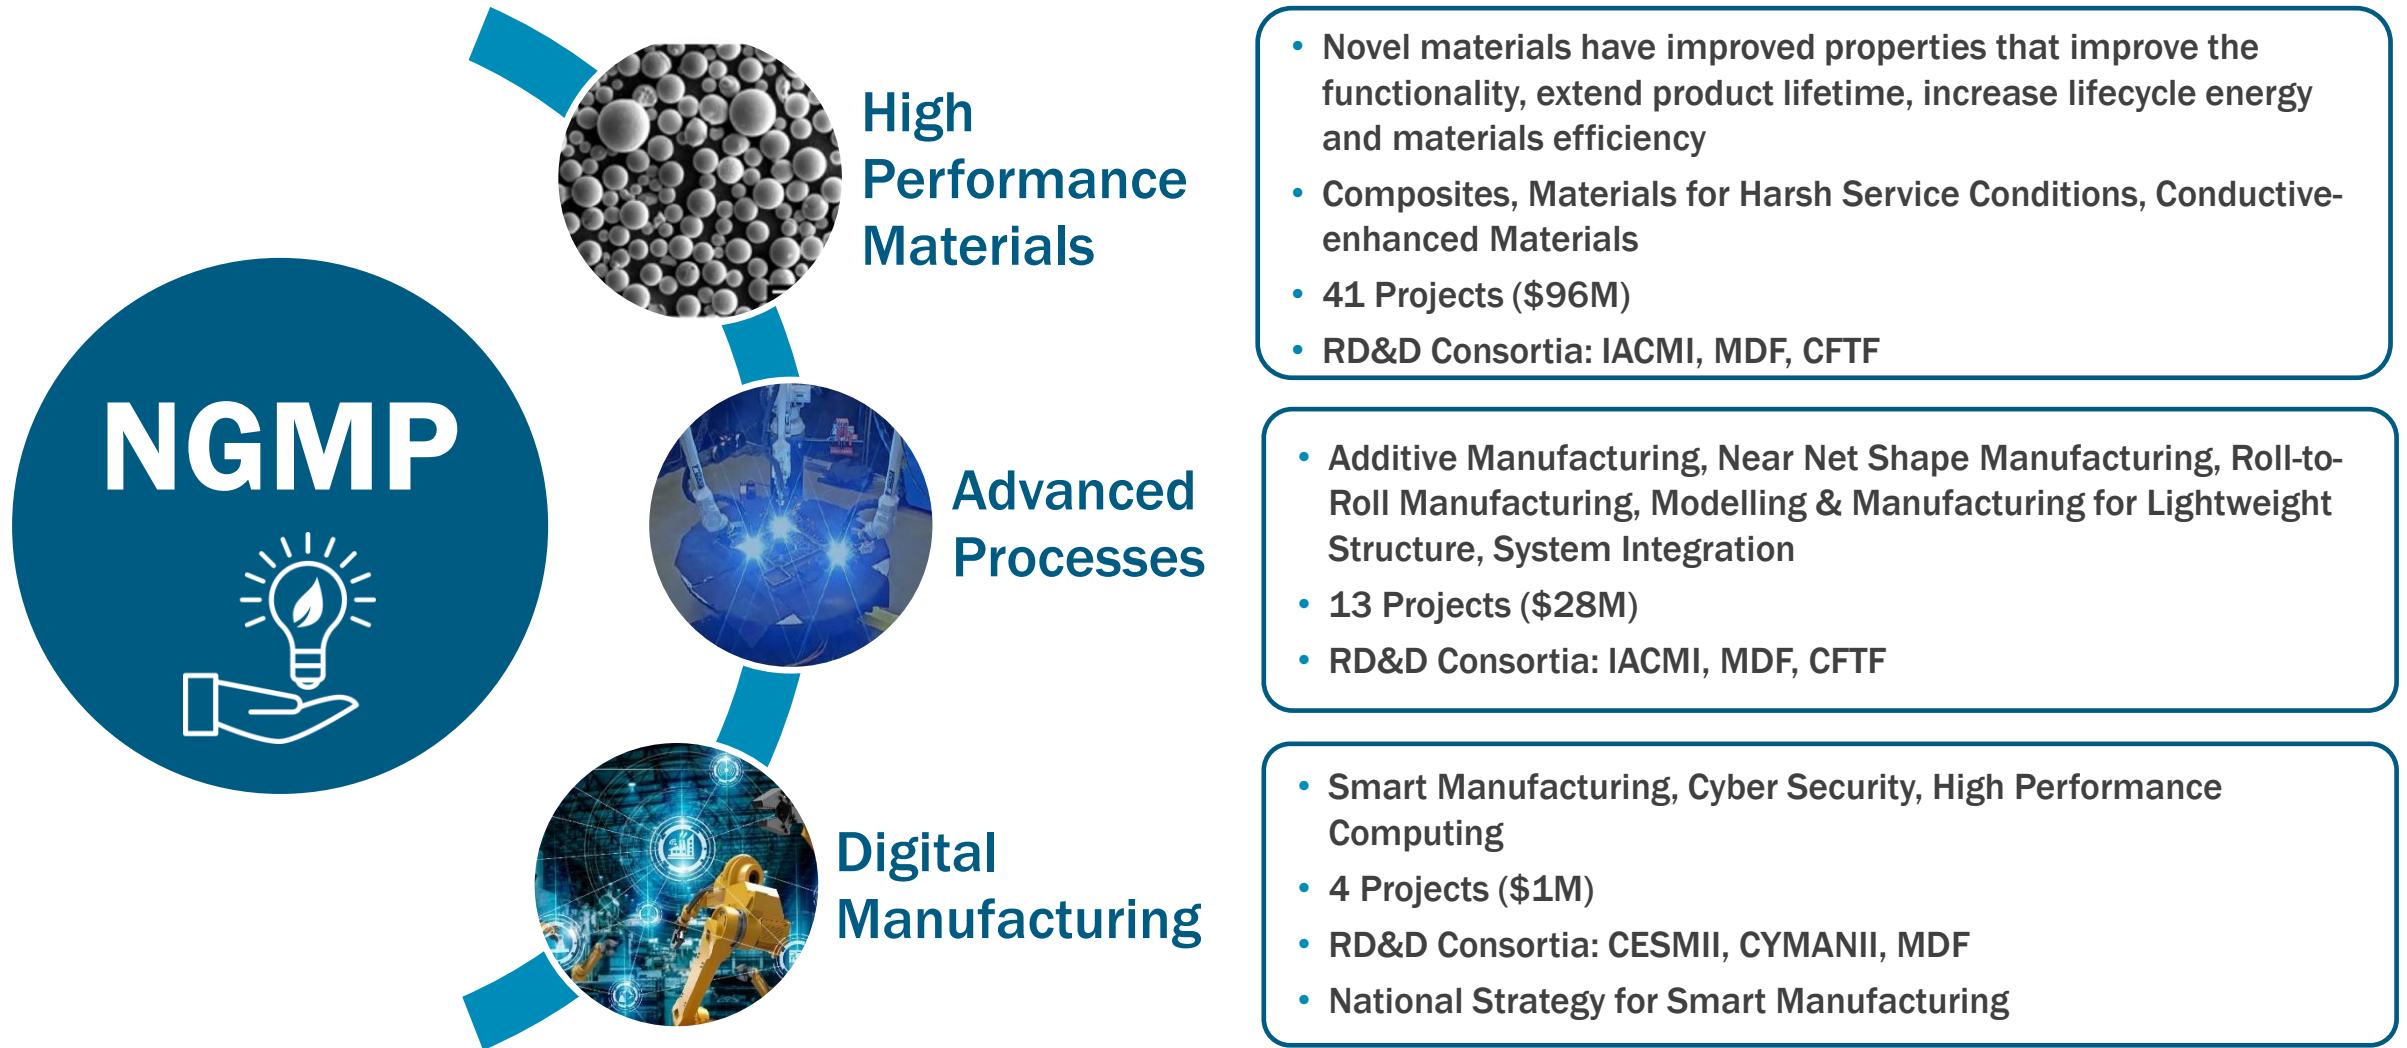 NGMP
High
Performance
Materials
• Novel materials have improved properties that improve the
functionality, extend product lifetime, increase lifecycle energy
and materials efficiency
• Composites, Materials for Harsh Service Conditions, Conductive-
enhanced Materials
• 41 Projects ($96M)
• RD&D Consortia: IACMI, MDF, CFTF
Advanced
Processes
• Additive Manufacturing, Near Net Shape Manufacturing, Roll-to-
Roll Manufacturing, Modelling & Manufacturing for Lightweight
Structure, System Integration
• 13 Projects ($28M)
• RD&D Consortia: IACMI, MDF, CFTF
Digital
Manufacturing
• Smart Manufacturing, Cyber Security, High Performance
Computing
• 4 Projects ($1M)
• RD&D Consortia: CESMII, CYMANII, MDF
• National Strategy for Smart Manufacturing